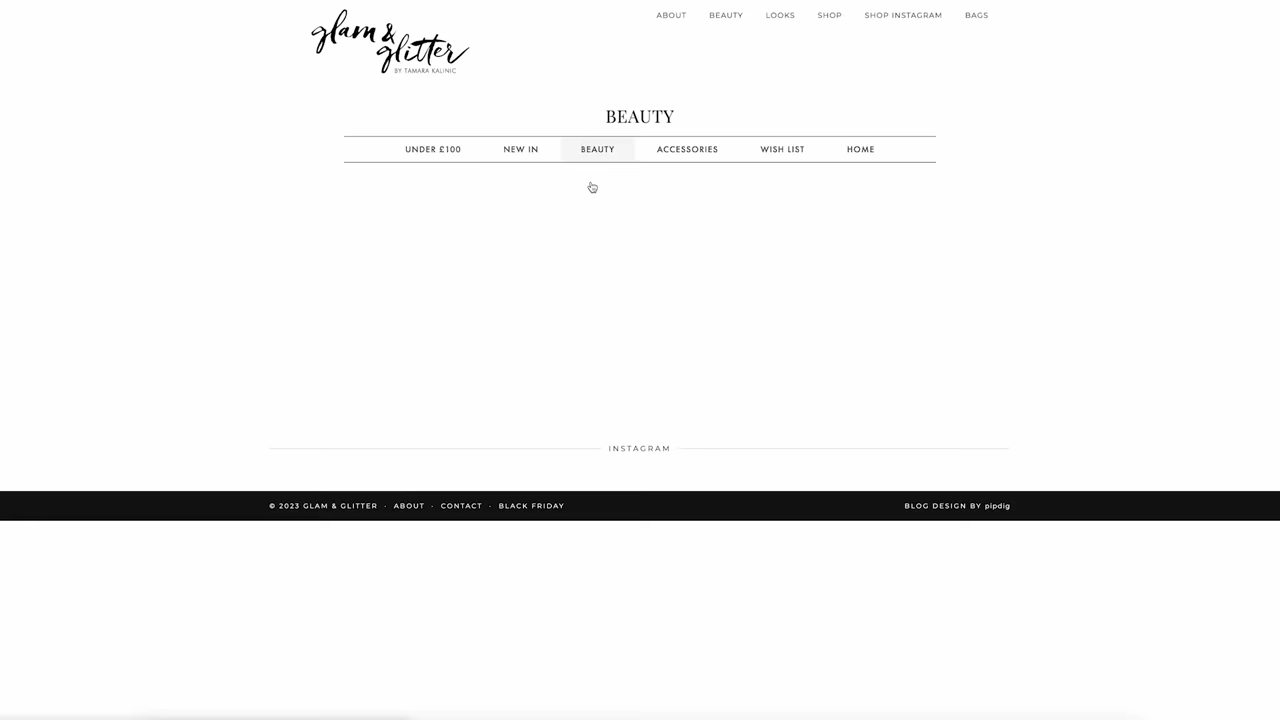 glam &
glitter
BY TAMARA KALINIC
ABOUT BEAUTY LOOKS SHOP SHOP INSTAGRAM BAGS
BEAUTY
UNDER £100 NEW IN BEAUTY ACCESSORIES WISH LIST HOME
INSTAGRAM
© 2023 GLAM & GLITTER · ABOUT · CONTACT · BLACK FRIDAY
BLOG DESIGN BY pipdig